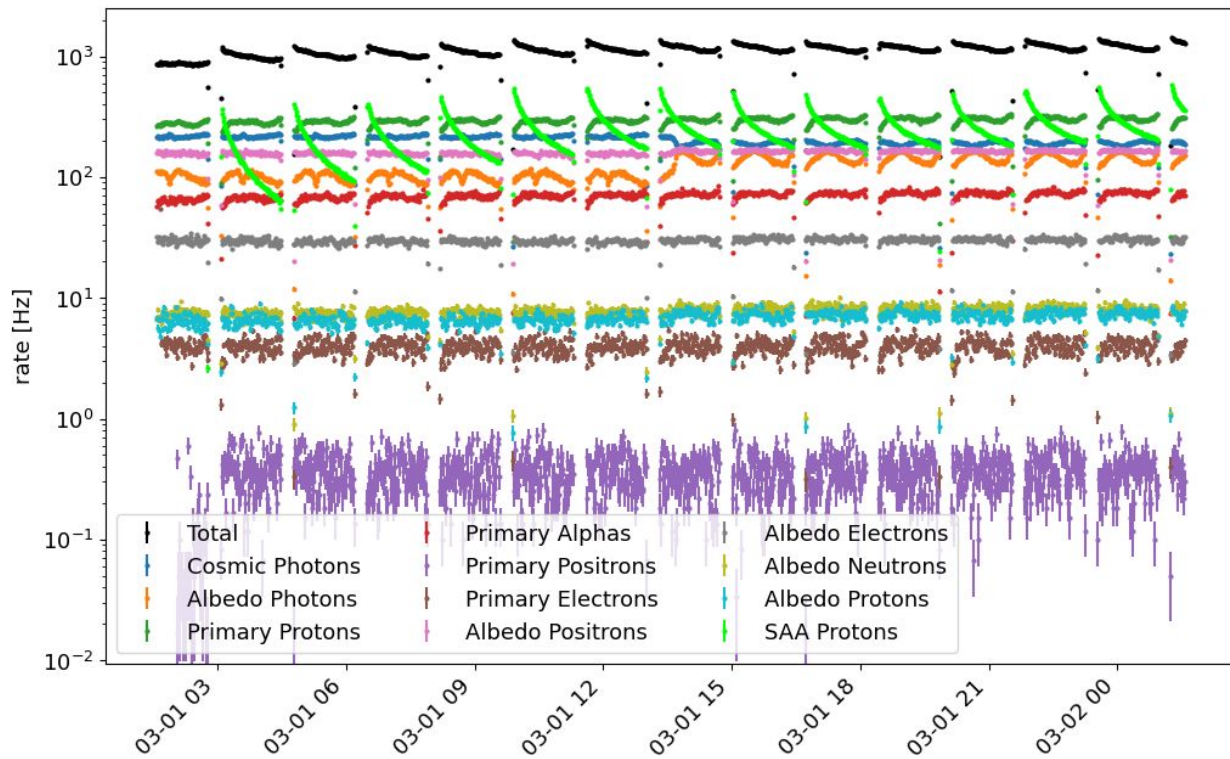 10³
10²
10¹
10⁰
10⁻¹
10⁻²
rate [Hz]
Total
Cosmic Photons
Albedo Photons
Primary Protons
Primary Alphas
Primary Positrons
Primary Electrons
Albedo Positrons
Albedo Electrons
Albedo Neutrons
Albedo Protons
SAA Protons
03-01 03
03-01 06
03-01 09
03-01 12
03-01 15
03-01 18
03-01 21
03-02 00